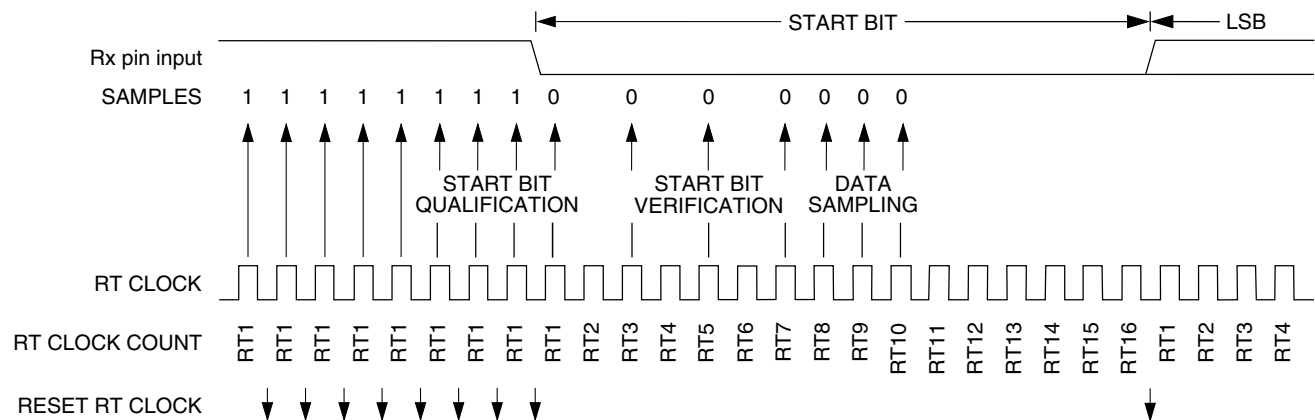 START BIT LSB
Rx pin input
SAMPLES 1 1 1 1 1 1 1 1 0 0 0 0 0 0 0
START BIT QUALIFICATION
START BIT VERIFICATION
DATA SAMPLING
RT CLOCK
RT CLOCK COUNT RT1 RT1 RT1 RT1 RT1 RT1 RT1 RT1 RT1 RT2 RT3 RT4 RT5 RT6 RT7 RT8 RT9 RT10 RT11 RT12 RT13 RT14 RT15 RT16 RT1 RT2 RT3 RT4
RESET RT CLOCK